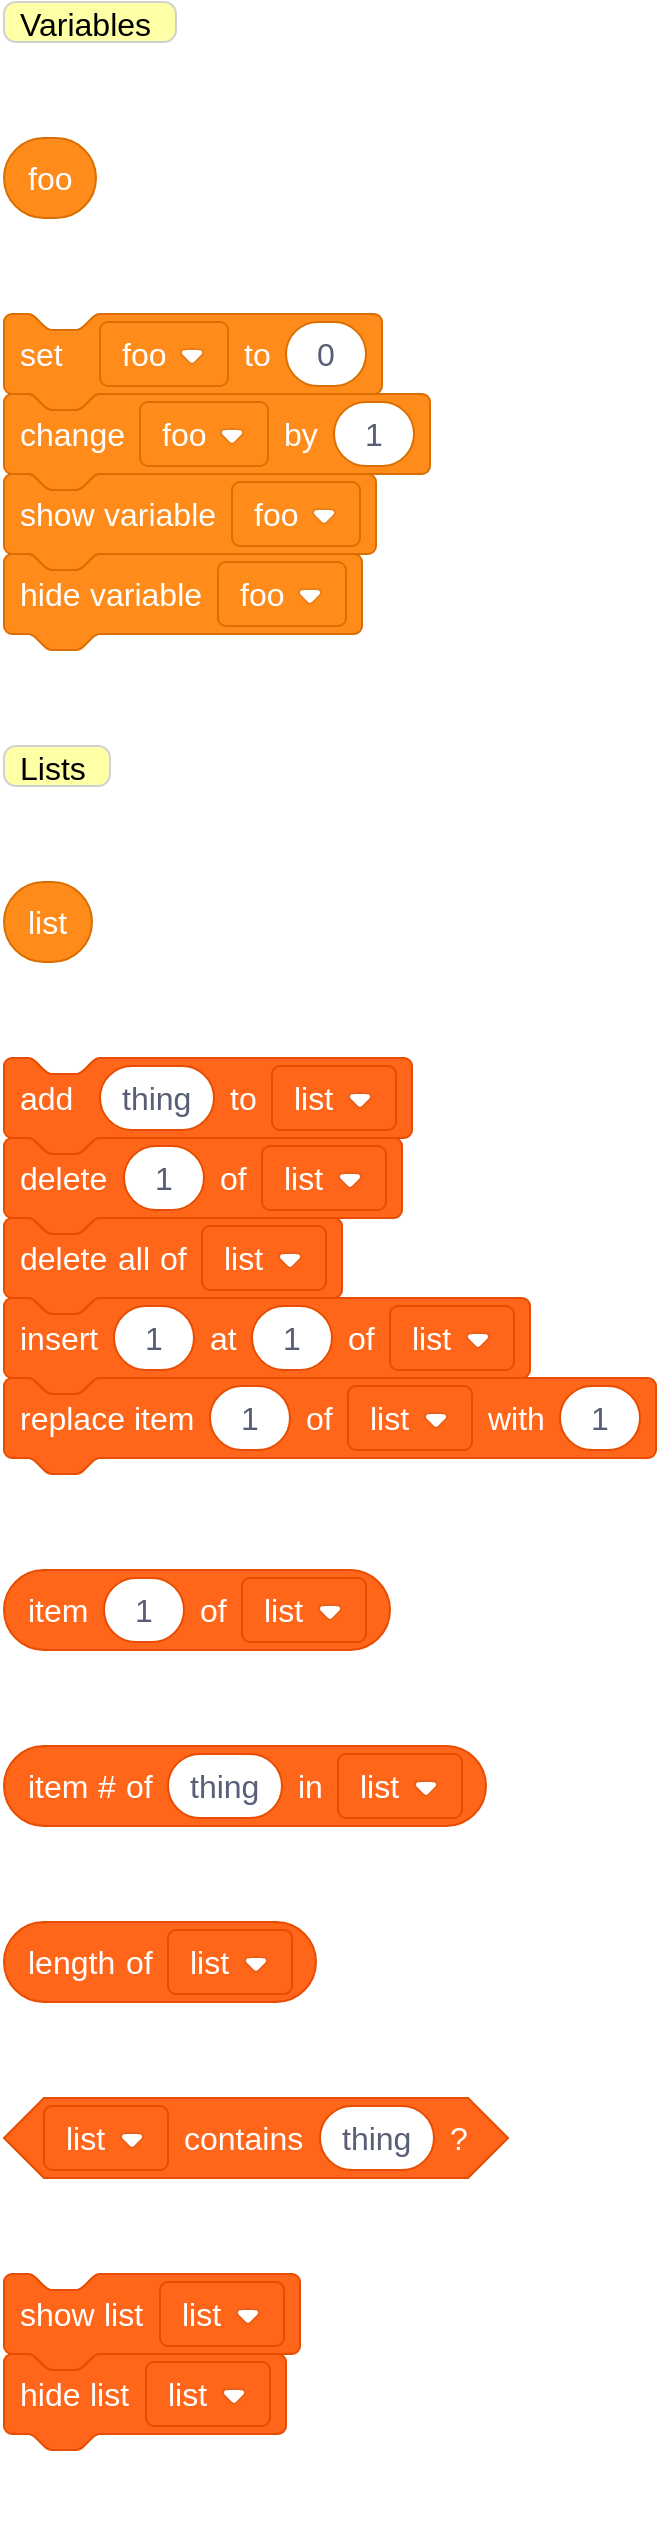 Variables
foo
set foo to 0
change foo by 1
show variable foo
hide variable foo
Lists
list
add thing to list
delete 1 of list
delete all of list
insert 1 at 1 of list
replace item 1 of list with 1
item 1 of list
item # of thing in list
length of list
list contains thing ?
show list list
hide list list